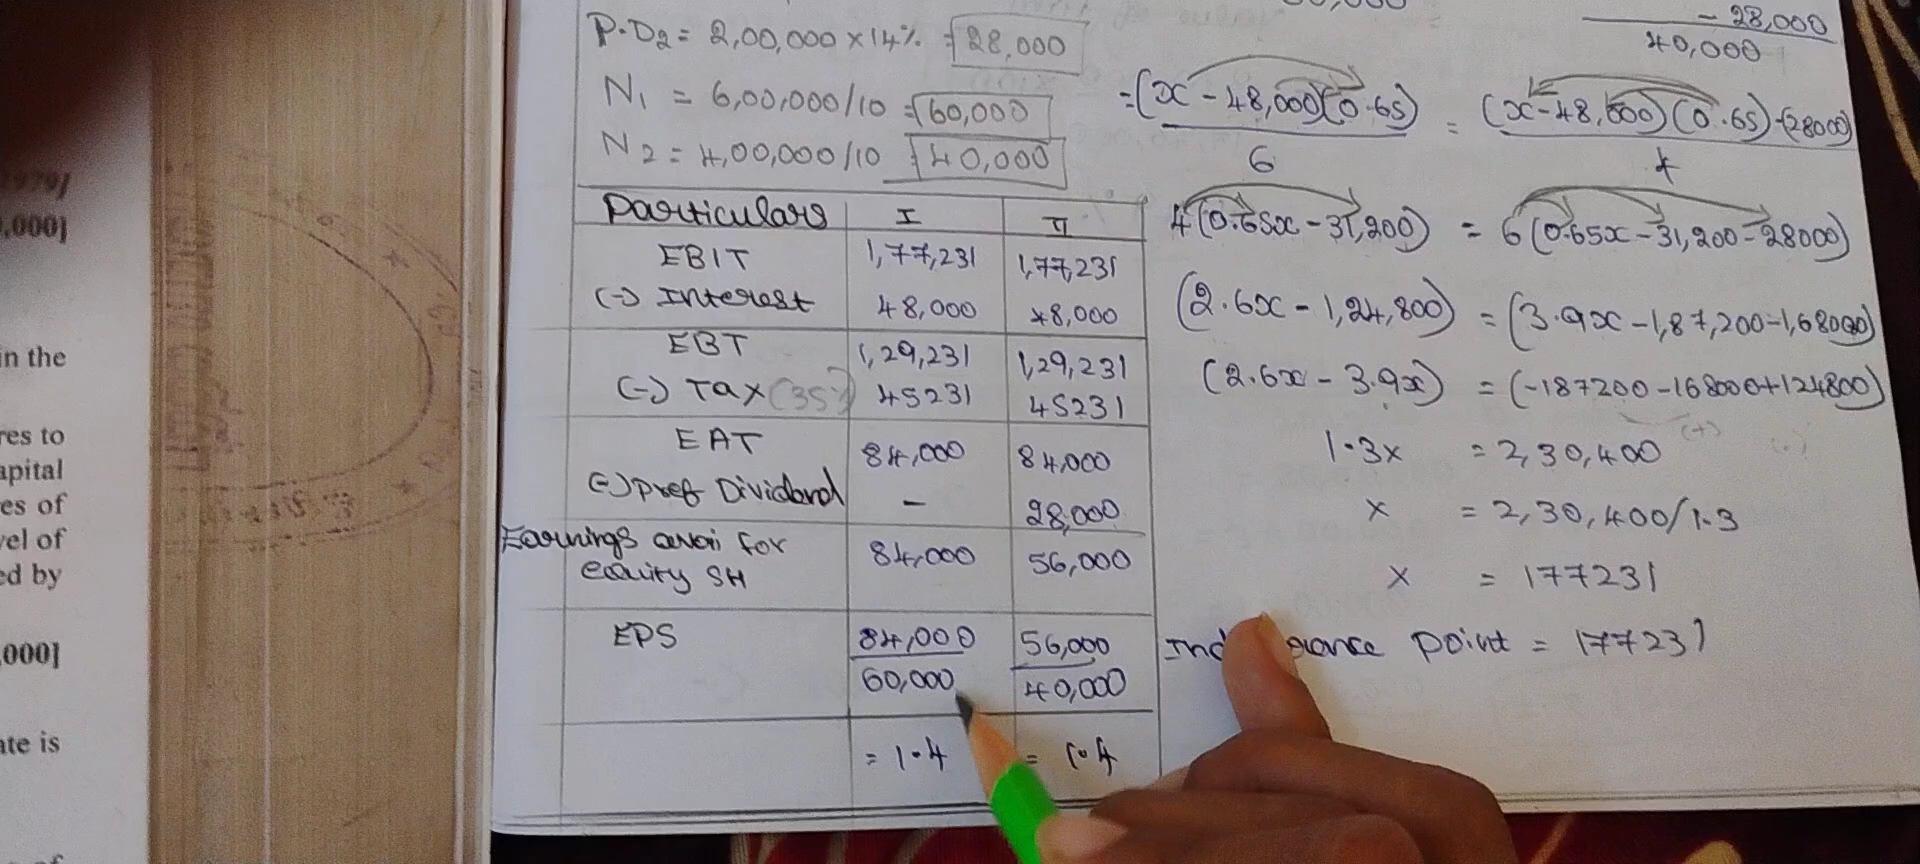 000]
in the
res to
apital
es of
vel of
ed by
000]
ate is
P.D2 = 2,00,000 x 14% = 28,000
N1 = 6,00,000/10 = 60,000
N2 = 4,00,000/10 = 40,000
Particulars I II
EBIT 1,77,231 1,77,231
(-) Interest 48,000 48,000
EBT 1,29,231 1,29,231
(-) Tax (35%) 45231 45231
EAT 84,000 84,000
(-) Pref Dividend - 28,000
Earnings avai for 84,000 56,000
equity SH
EPS 84,000 56,000
60,000 40,000
= 1.4 = 1.4
- 28,000
40,000
= (x - 48,000)(0.65) = (x - 48,000)(0.65) - (28000)
6 4
4(0.65x - 31,200) = 6(0.65x - 31,200 - 28000)
(2.6x - 1,24,800) = (3.9x - 1,87,200 - 1,68000)
(2.6x - 3.9x) = (-187200 - 168000 + 124800)
1.3x = 2,30,400
x = 2,30,400/1.3
x = 177231
Ind erence Point = 177231